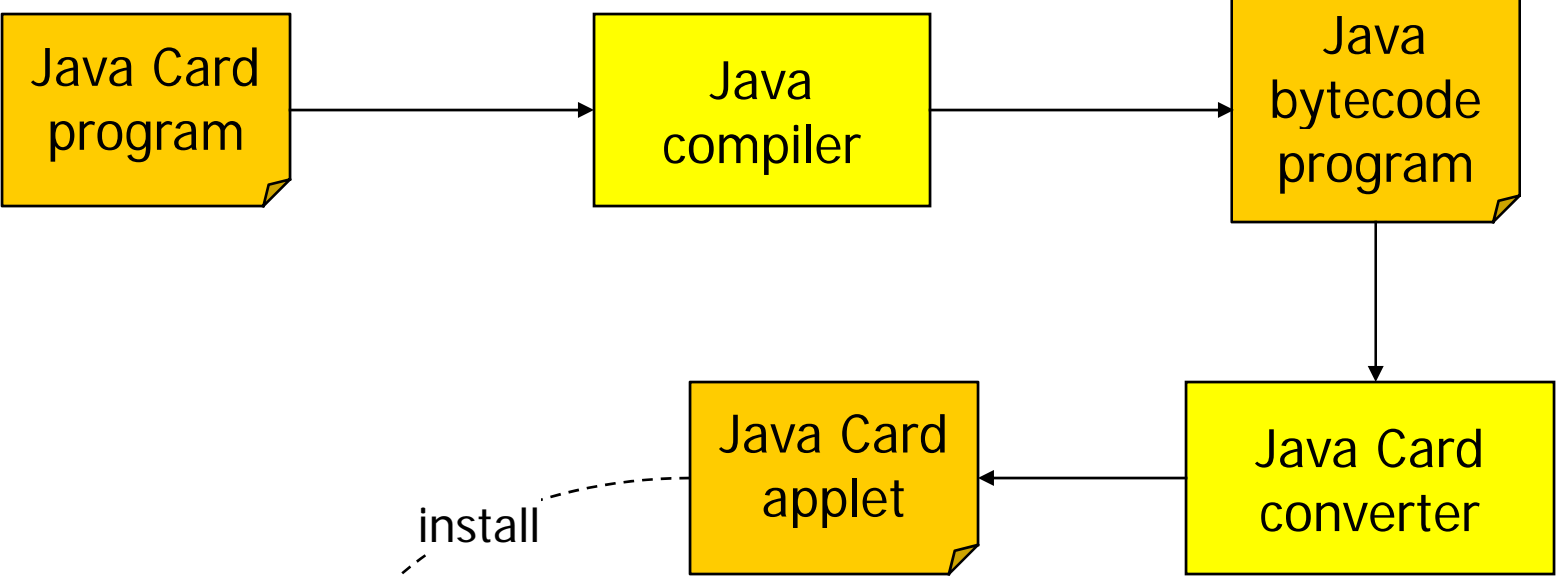 Java Card
program
Java
compiler
Java
bytecode
program
Java Card
applet
Java Card
converter
install